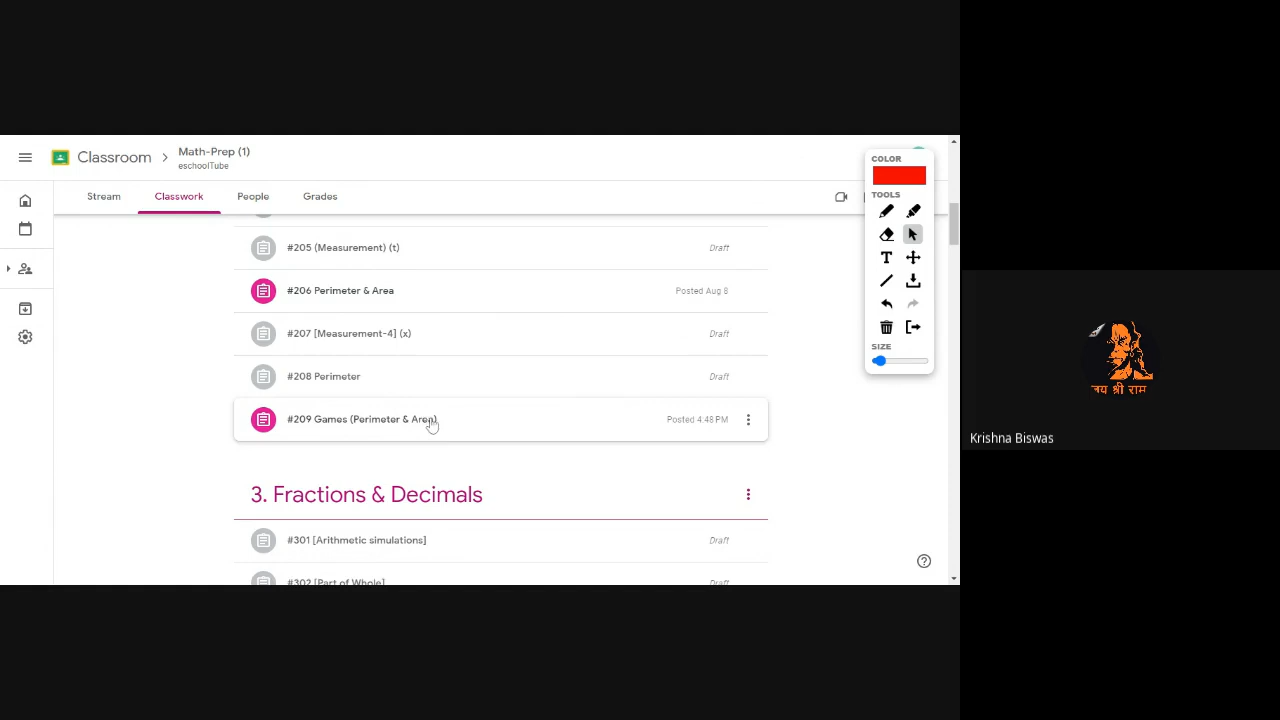 Classroom
Math-Prep (1)
eschoolTube
Stream
Classwork
People
Grades
#205 (Measurement) (t)
Draft
#206 Perimeter & Area
Posted Aug 8
#207 [Measurement-4] (x)
Draft
#208 Perimeter
Draft
#209 Games (Perimeter & Area)
Posted 4:48 PM
3. Fractions & Decimals
#301 [Arithmetic simulations]
Draft
#302 [Part of Whole]
Draft
COLOR
TOOLS
T
SIZE
जय श्री राम
Krishna Biswas